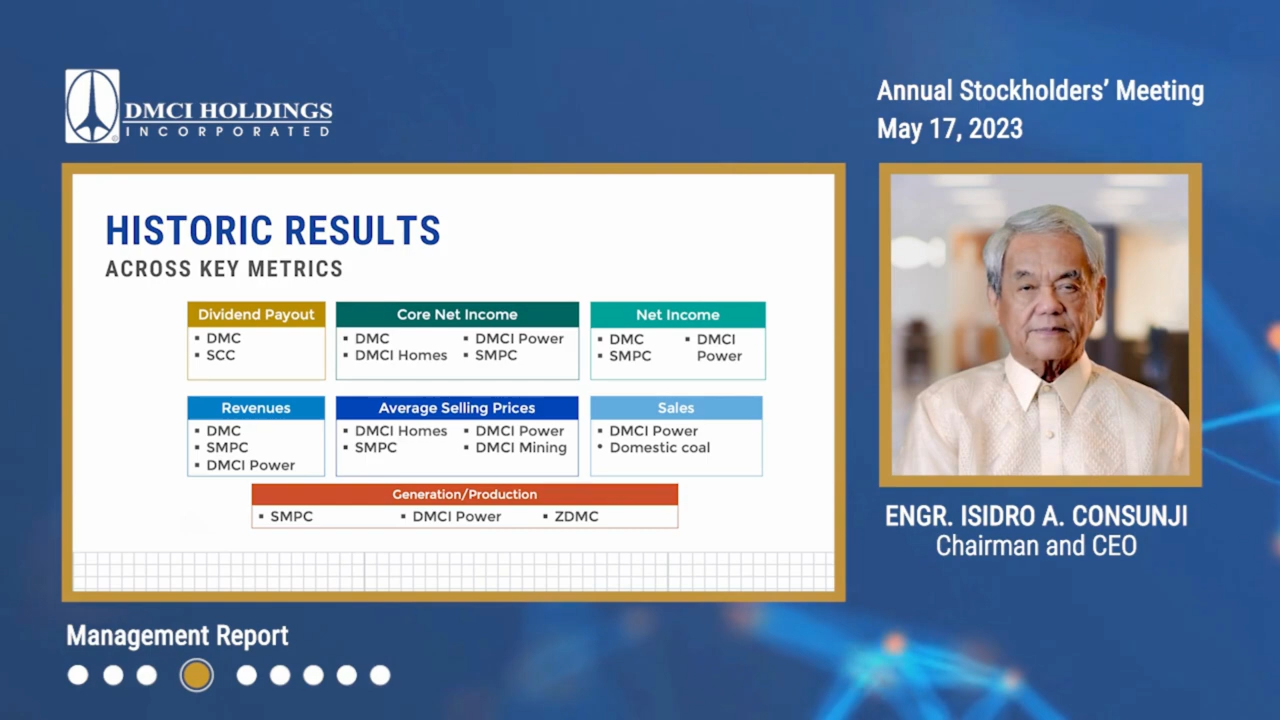 DMCI HOLDINGS
INCORPORATED
Annual Stockholders' Meeting
May 17, 2023
HISTORIC RESULTS
ACROSS KEY METRICS
Dividend Payout
▪ DMC
▪ SCC
Core Net Income
▪ DMC
▪ DMCI Homes
▪ DMCI Power
▪ SMPC
Net Income
▪ DMC
▪ SMPC
▪ DMCI
Power
Revenues
▪ DMC
▪ SMPC
▪ DMCI Power
Average Selling Prices
▪ DMCI Homes
▪ SMPC
▪ DMCI Power
▪ DMCI Mining
Sales
▪ DMCI Power
• Domestic coal
Generation/Production
▪ SMPC ▪ DMCI Power ▪ ZDMC
ENGR. ISIDRO A. CONSUNJI
Chairman and CEO
Management Report